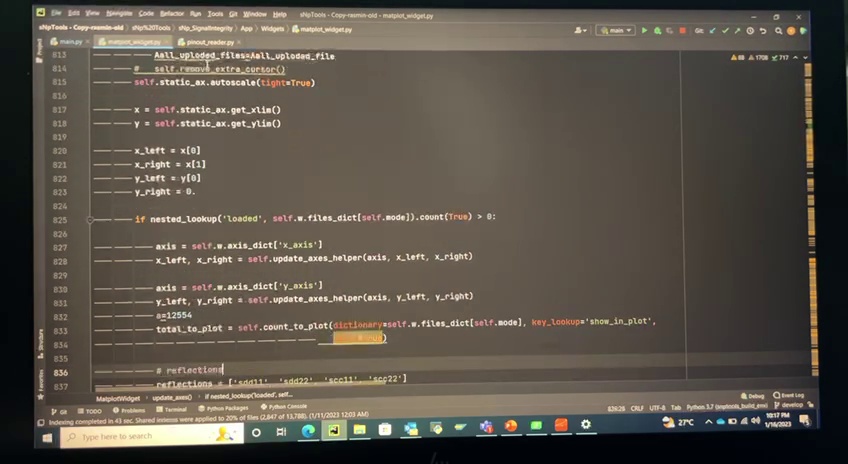 File Edit View Navigate Code Refactor Run Tools Git Window Help
sNpTools - Copy-rasmin-old - matplot_widget.py
sNpTools - Copy-rasmin-old sNp%20Tools sNp_SignalIntegrity App Widgets matplot_widget.py
main
Git:
main.py matplot_widget.py pinout_reader.py
Project
813 Aall_uploded_files=Aall_uploded_file
814 # self.remove_extra_cursor()
815 self.static_ax.autoscale(tight=True)
816
817 x = self.static_ax.get_xlim()
818 y = self.static_ax.get_ylim()
819
820 x_left = x[0]
821 x_right = x[1]
822 y_left = y[0]
823 y_right = 0.
824
825 if nested_lookup('loaded', self.w.files_dict[self.mode]).count(True) > 0:
826
827 axis = self.w.axis_dict['x_axis']
828 x_left, x_right = self.update_axes_helper(axis, x_left, x_right)
829
830 axis = self.w.axis_dict['y_axis']
831 y_left, y_right = self.update_axes_helper(axis, y_left, y_right)
832 a=12554
833 total_to_plot = self.count_to_plot(dictionary=self.w.files_dict[self.mode], key_lookup='show_in_plot',
834
835
836 # reflections
837 reflections = ['sdd11', 'sdd22', 'scc11', 'scc22']
Structure
Favorites
MatplotWidget update_axes() if nested_lookup('loaded', self...
Git TODO Problems Terminal Python Packages Python Console Debug Event Log
Indexing completed in 43 sec. Shared indexes were applied to 20% of files (2,847 of 13,788). (1/11/2023 12:03 AM)
836:26 CRLF UTF-8 Tab Python 3.7 (snptools_build_env) develop
Type here to search
27°C
10:17 PM
1/16/2023